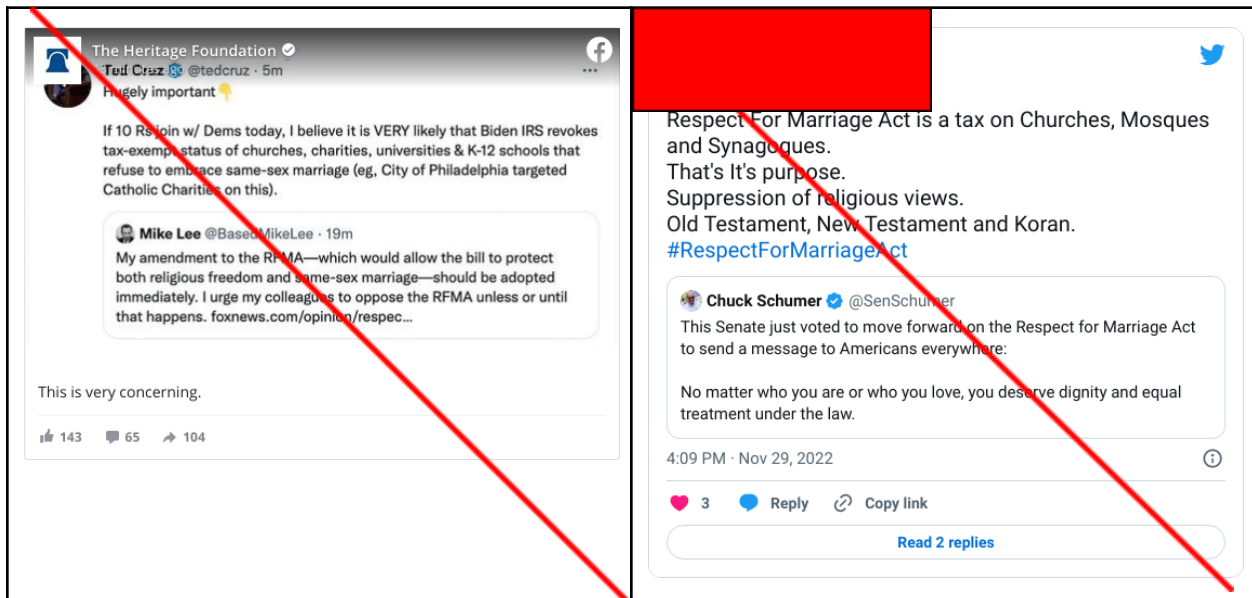 The Heritage Foundation
Ted Cruz @tedcruz · 5m
Hugely important 👇
If 10 Rs join w/ Dems today, I believe it is VERY likely that Biden IRS revokes
tax-exempt status of churches, charities, universities & K-12 schools that
refuse to embrace same-sex marriage (eg, City of Philadelphia targeted
Catholic Charities on this).
Mike Lee @BasedMikeLee · 19m
My amendment to the RFMA—which would allow the bill to protect
both religious freedom and same-sex marriage—should be adopted
immediately. I urge my colleagues to oppose the RFMA unless or until
that happens. foxnews.com/opinion/respec...
This is very concerning.
143 65 104
Respect For Marriage Act is a tax on Churches, Mosques
and Synagogues.
That's It's purpose.
Suppression of religious views.
Old Testament, New Testament and Koran.
#RespectForMarriageAct
Chuck Schumer @SenSchumer
This Senate just voted to move forward on the Respect for Marriage Act
to send a message to Americans everywhere:
No matter who you are or who you love, you deserve dignity and equal
treatment under the law.
4:09 PM · Nov 29, 2022
3 Reply Copy link
Read 2 replies